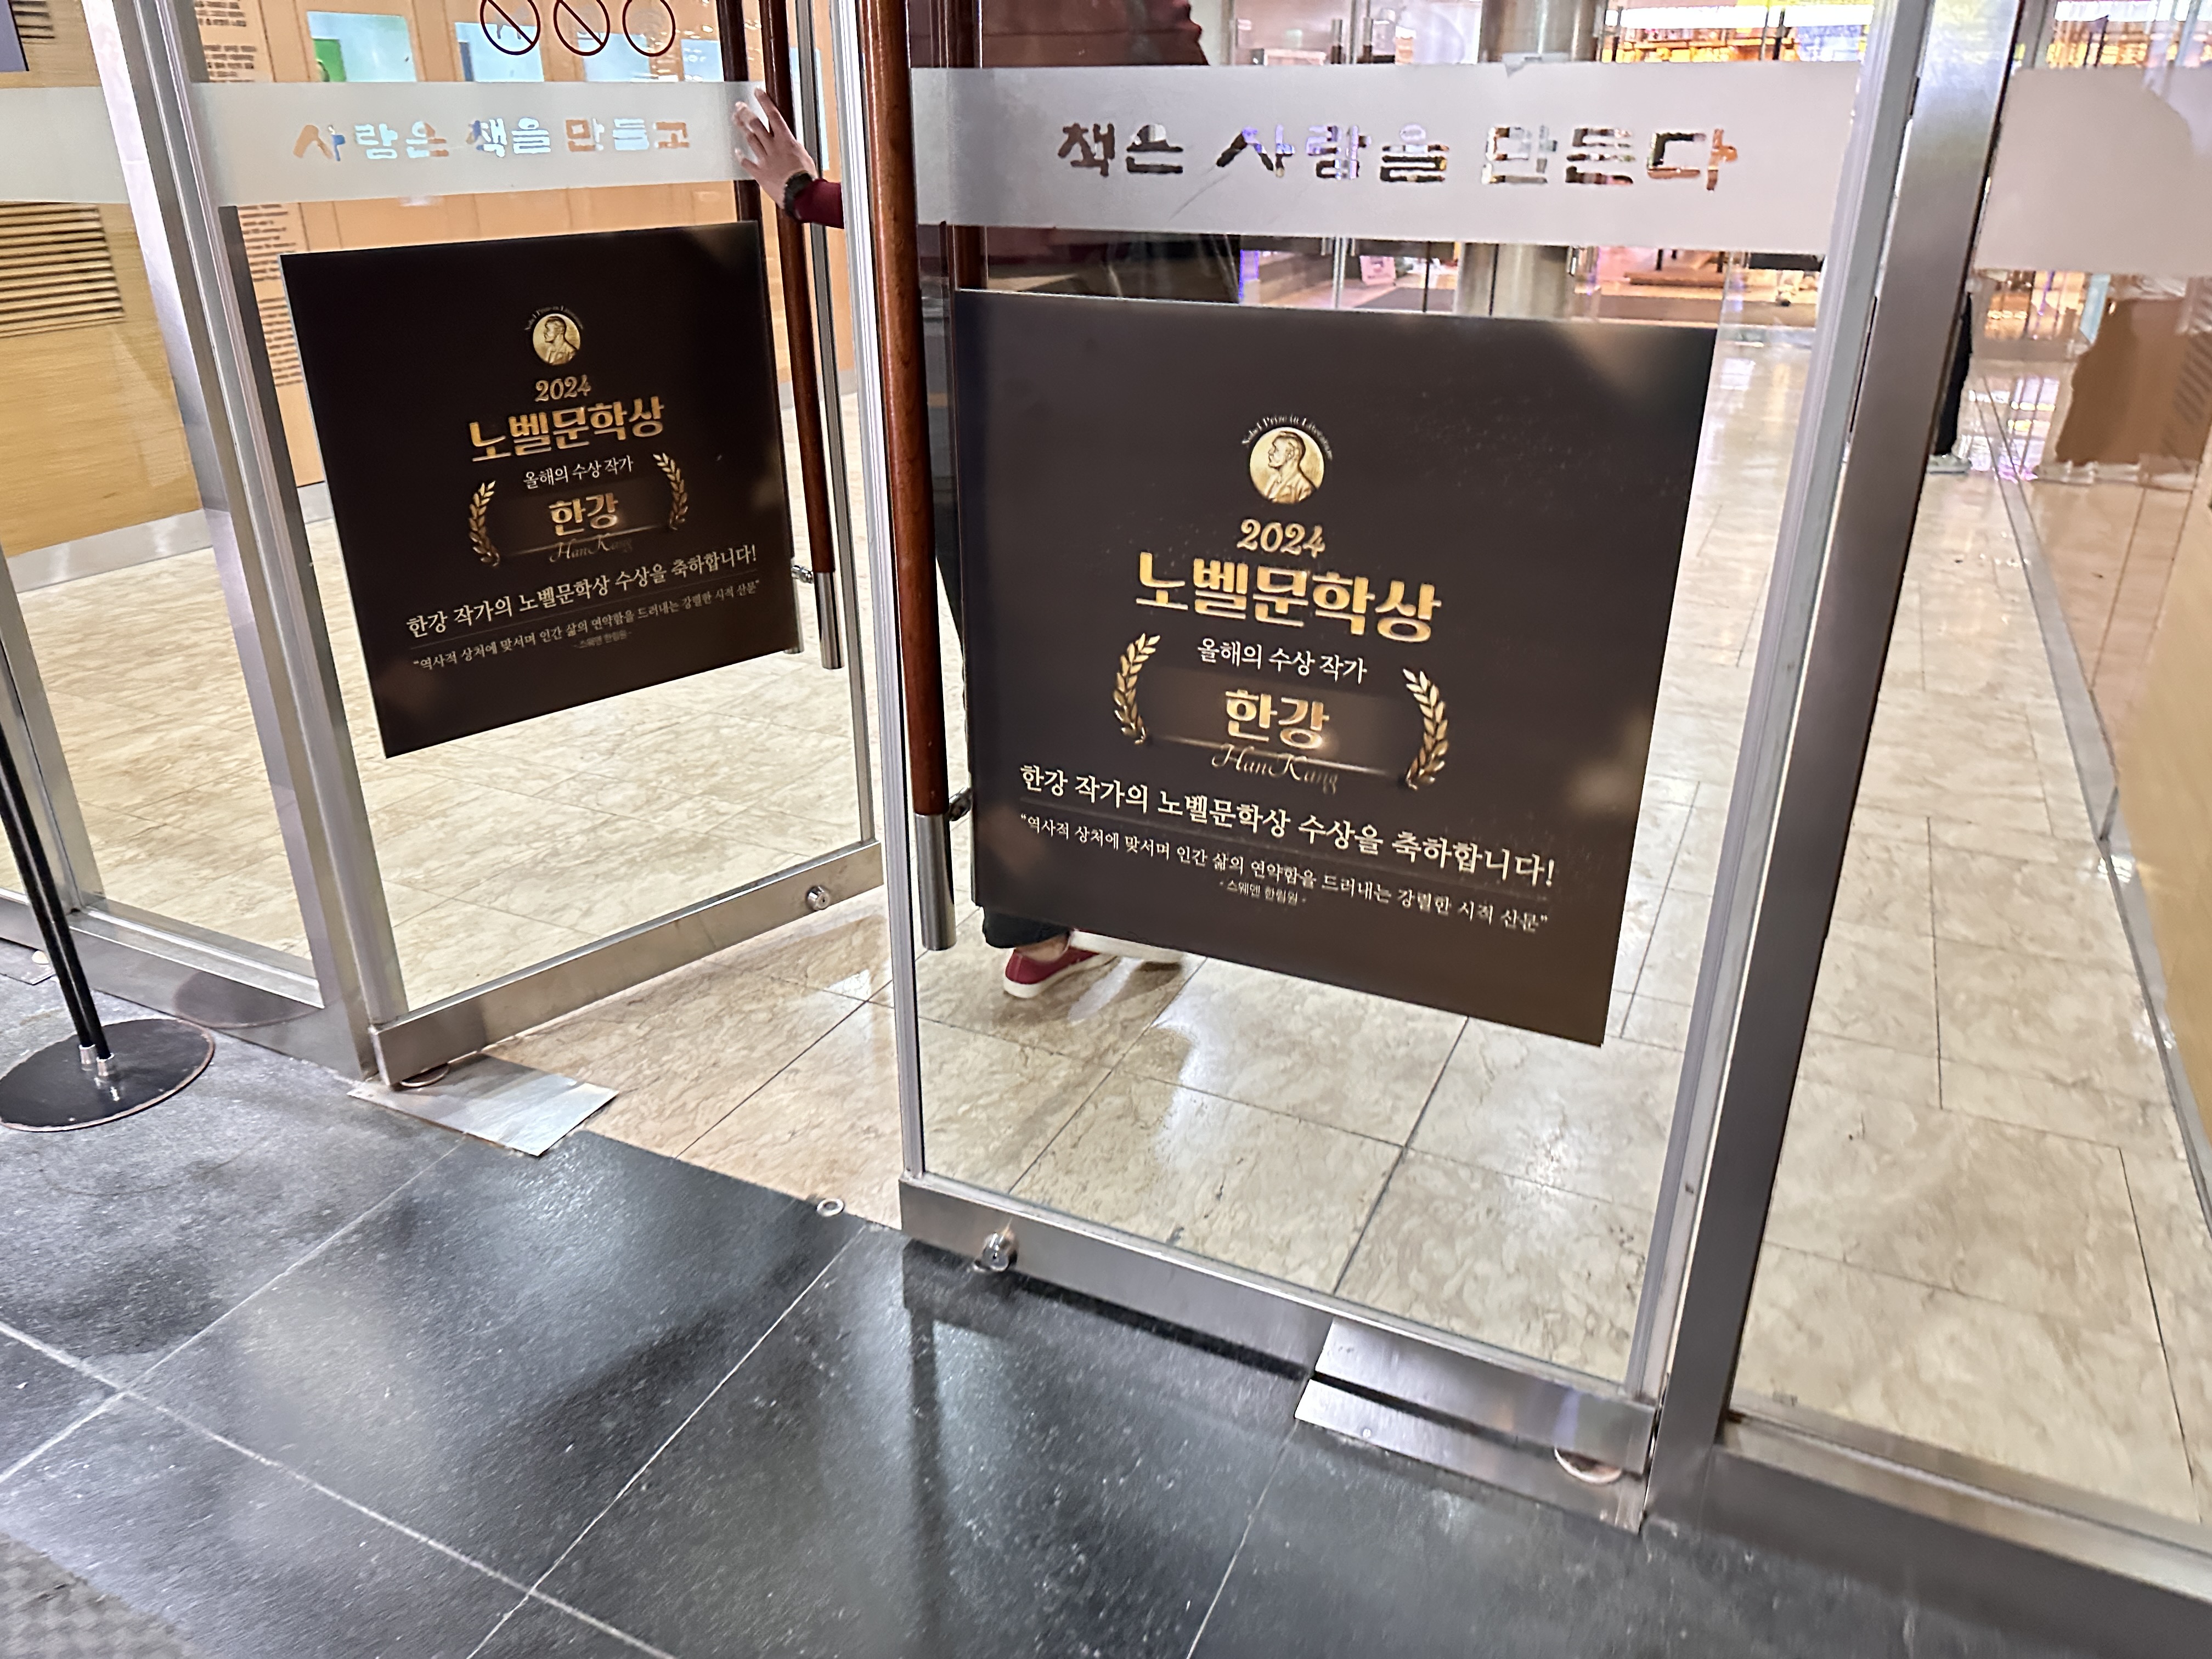 사람은 책을 만들고
책은 사람을 만든다
Nobel Prize in Literature
2024
노벨문학상
올해의 수상 작가
한강
Han Kang
한강 작가의 노벨문학상 수상을 축하합니다!
“역사적 상처에 맞서며 인간 삶의 연약함을 드러내는 강렬한 시적 산문”
- 스웨덴 한림원 -
Nobel Prize in Literature
2024
노벨문학상
올해의 수상 작가
한강
Han Kang
한강 작가의 노벨문학상 수상을 축하합니다!
“역사적 상처에 맞서며 인간 삶의 연약함을 드러내는 강렬한 시적 산문”
- 스웨덴 한림원 -